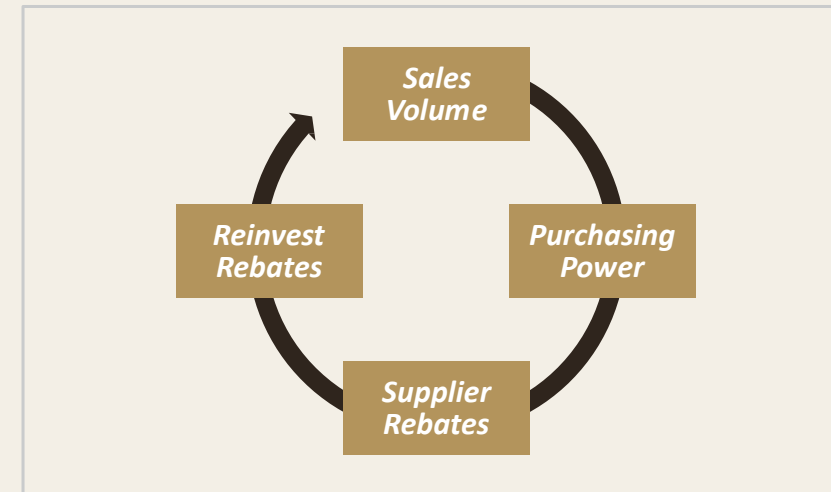 Sales
Volume
Purchasing
Power
Supplier
Rebates
Reinvest
Rebates